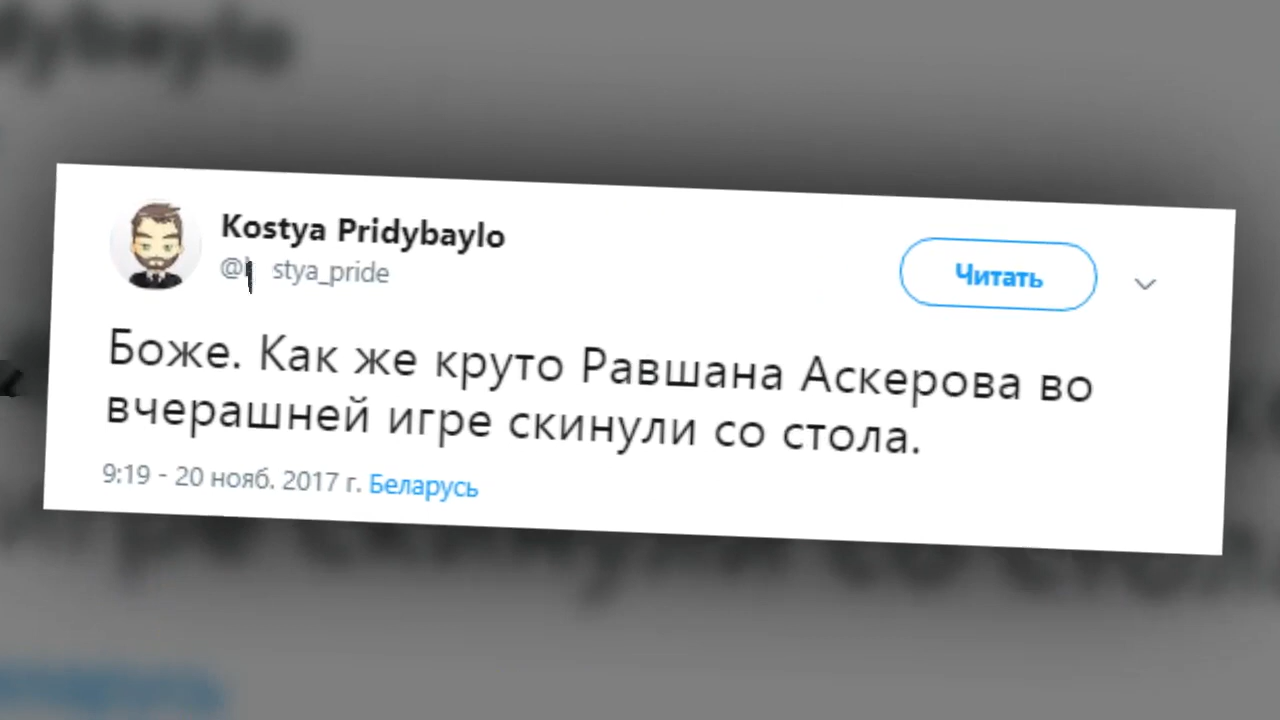 Kostya Pridybaylo
stya_pride
Читать
Боже. Как же круто Равшана Аскерова во
вчерашней игре скинули со стола.
9:19 - 20 нояб. 2017 г. Беларусь